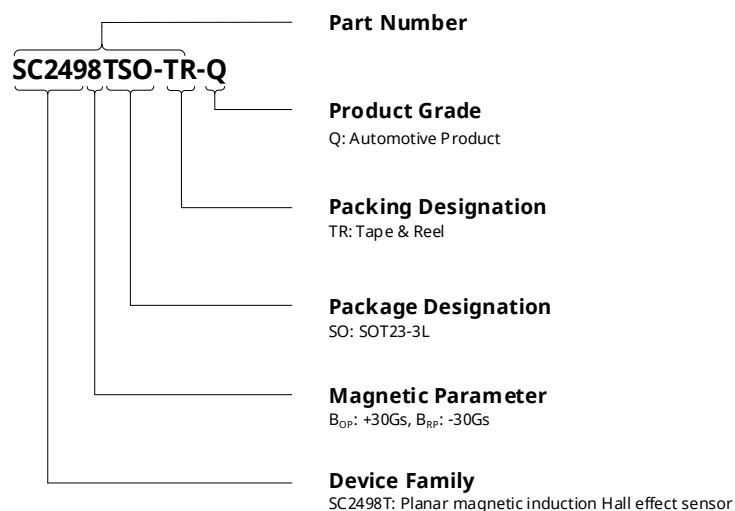 Part Number
SC2498TSO-TR-Q
Product Grade
Q: Automotive Product
Packing Designation
TR: Tape & Reel
Package Designation
SO: SOT23-3L
Magnetic Parameter
BOP: +30Gs, BRP: -30Gs
Device Family
SC2498T: Planar magnetic induction Hall effect sensor